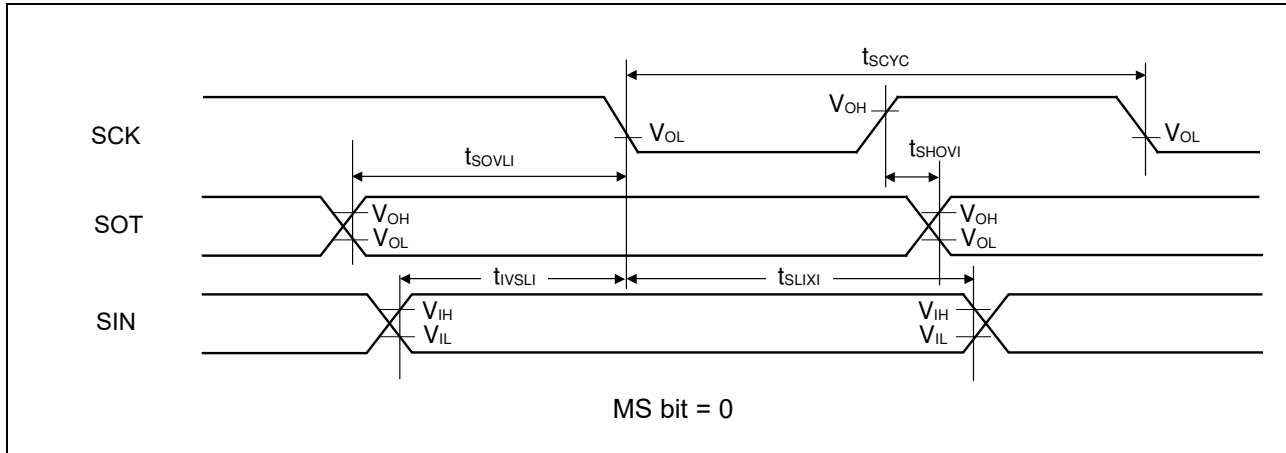 tSCYC
SCK
VOH
VOL
VOL
tSOVLI
tSHOVI
SOT
VOH
VOL
VOH
VOL
tIVSLI
tSLIXI
SIN
VIH
VIL
VIH
VIL
MS bit = 0